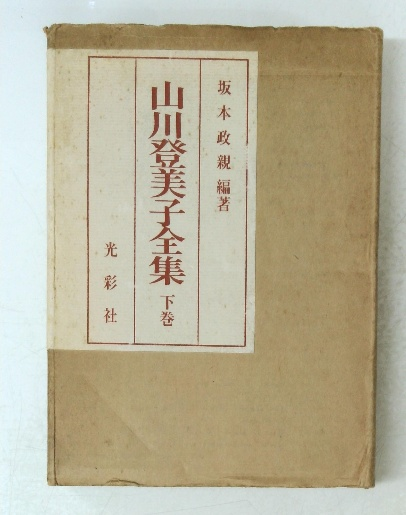 坂本政親 編著
山川登美子全集 下巻
光彩社